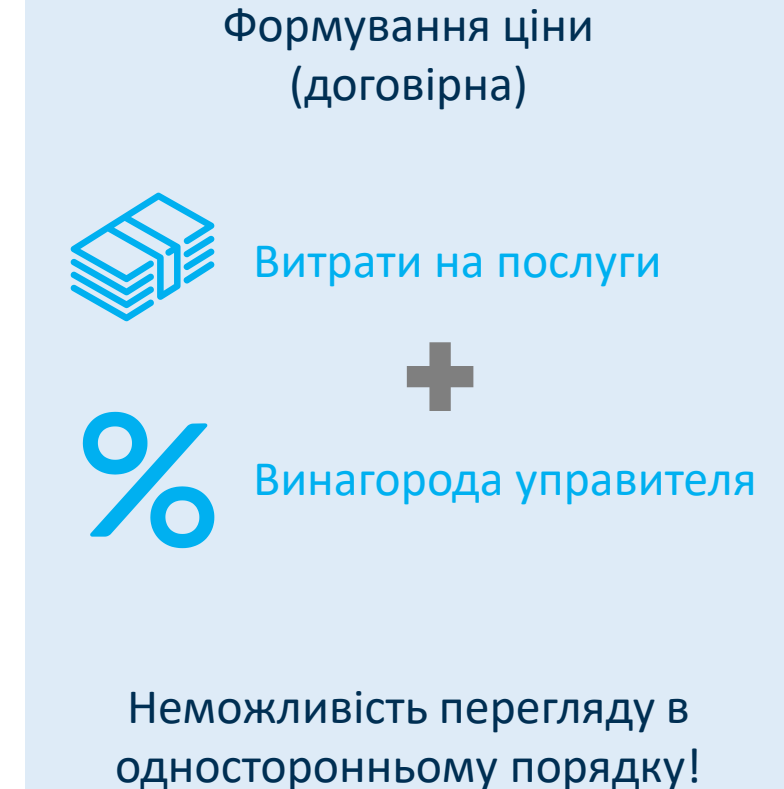 Формування ціни
(договірна)
Витрати на послуги
Винагорода управителя
Неможливість перегляду в
односторонньому порядку!